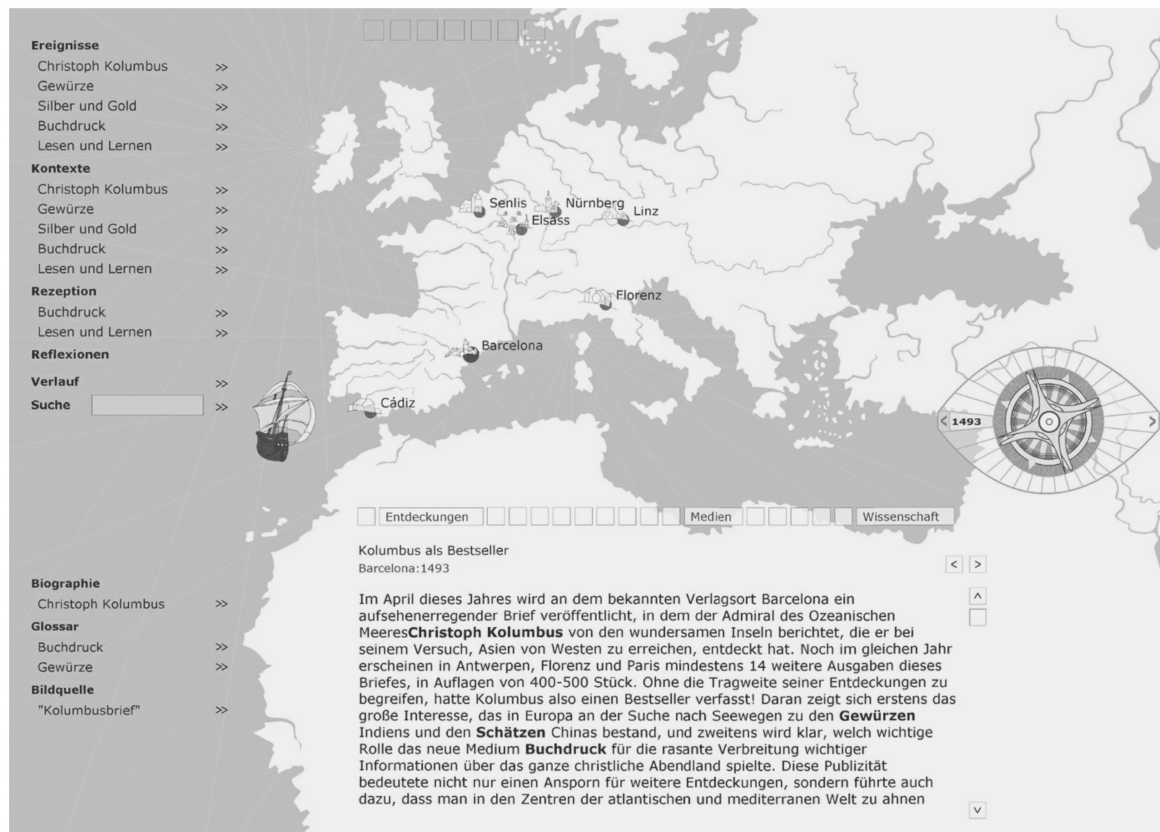 Ereignisse
Christoph Kolumbus >>
Gewürze >>
Silber und Gold >>
Buchdruck >>
Lesen und Lernen >>
Kontexte
Christoph Kolumbus >>
Gewürze >>
Silber und Gold >>
Buchdruck >>
Lesen und Lernen >>
Rezeption
Buchdruck >>
Lesen und Lernen >>
Reflexionen
Verlauf >>
Suche >>
Biographie
Christoph Kolumbus >>
Glossar
Buchdruck >>
Gewürze >>
Bildquelle
"Kolumbusbrief" >>
Senlis
Nürnberg
Elsass
Linz
Florenz
Barcelona
Cádiz
< 1493 >
Entdeckungen
Medien
Wissenschaft
Kolumbus als Bestseller
Barcelona:1493
< >
Im April dieses Jahres wird an dem bekannten Verlagsort Barcelona ein
aufsehenerregender Brief veröffentlicht, in dem der Admiral des Ozeanischen
MeeresChristoph Kolumbus von den wundersamen Inseln berichtet, die er bei
seinem Versuch, Asien von Westen zu erreichen, entdeckt hat. Noch im gleichen Jahr
erscheinen in Antwerpen, Florenz und Paris mindestens 14 weitere Ausgaben dieses
Briefes, in Auflagen von 400-500 Stück. Ohne die Tragweite seiner Entdeckungen zu
begreifen, hatte Kolumbus also einen Bestseller verfasst! Daran zeigt sich erstens das
große Interesse, das in Europa an der Suche nach Seewegen zu den Gewürzen
Indiens und den Schätzen Chinas bestand, und zweitens wird klar, welch wichtige
Rolle das neue Medium Buchdruck für die rasante Verbreitung wichtiger
Informationen über das ganze christliche Abendland spielte. Diese Publizität
bedeutete nicht nur einen Ansporn für weitere Entdeckungen, sondern führte auch
dazu, dass man in den Zentren der atlantischen und mediterranen Welt zu ahnen